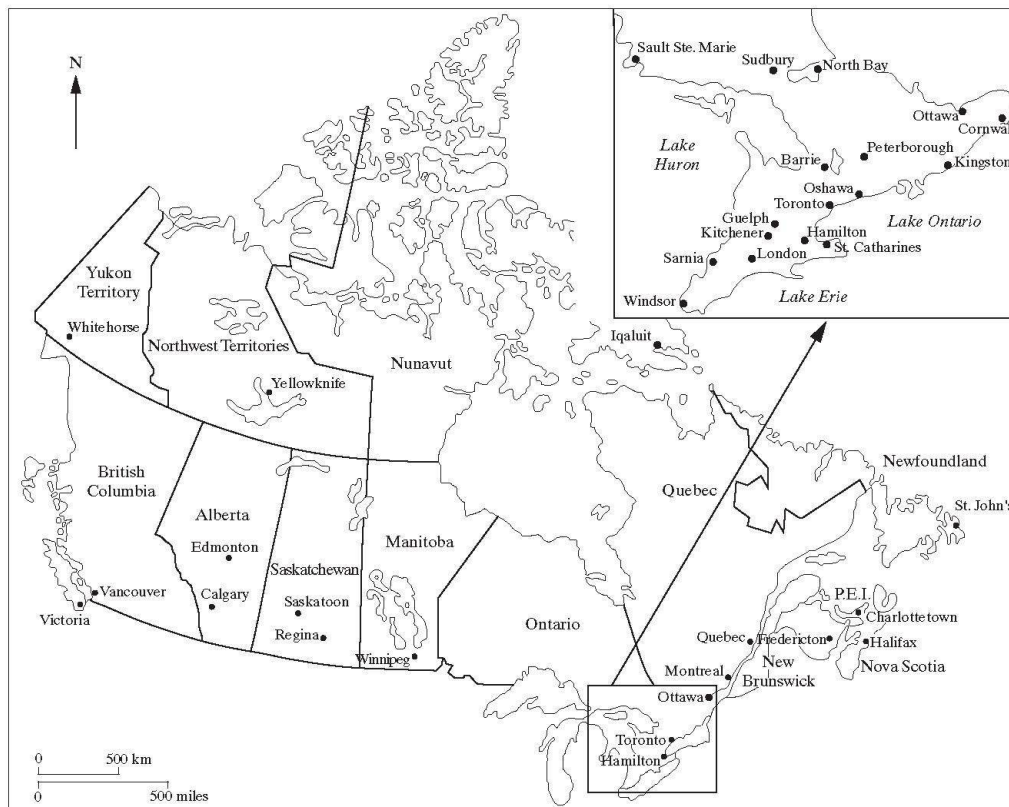 N
Sault Ste. Marie
Sudbury
North Bay
Ottawa
Cornwal
Lake
Huron
Barrie
Peterborough
Kingston
Oshawa
Toronto
Lake Ontario
Guelph
Kitchener
Hamilton
St. Catharines
Sarnia
London
Windsor
Lake Erie
Yukon
Territory
Whitehorse
Northwest Territories
Yellowknife
Nunavut
Iqaluit
British
Columbia
Alberta
Edmonton
Calgary
Vancouver
Victoria
Saskatchewan
Saskatoon
Regina
Manitoba
Winnipeg
Ontario
Quebec
Newfoundland
St. John's
P.E.I.
Charlottetown
Quebec
Fredericton
Halifax
Montreal
New
Brunswick
Nova Scotia
Ottawa
Toronto
Hamilton
0 500 km
0 500 miles